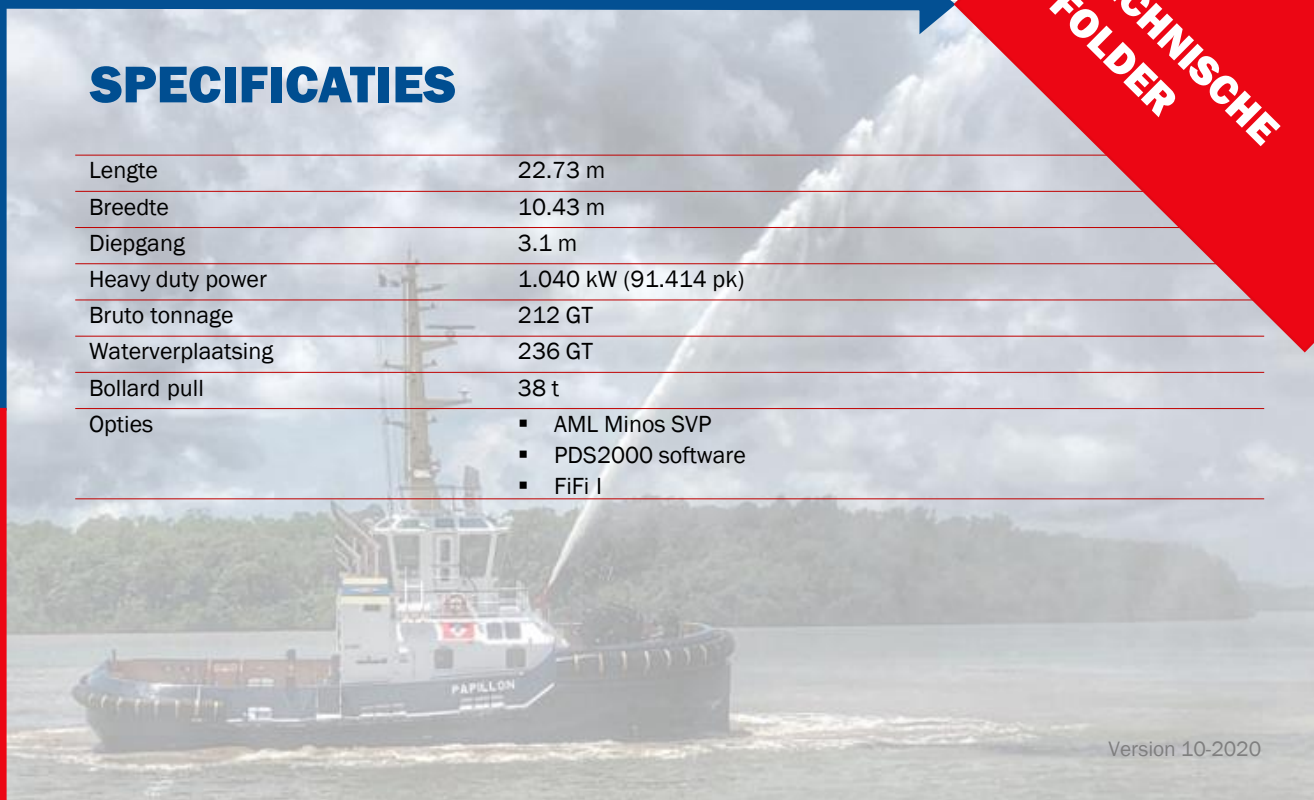 CHNISCHE
FOLDER
SPECIFICATIES
Lengte 22.73 m
Breedte 10.43 m
Diepgang 3.1 m
Heavy duty power 1.040 kW (91.414 pk)
Bruto tonnage 212 GT
Waterverplaatsing 236 GT
Bollard pull 38 t
Opties ▪ AML Minos SVP
▪ PDS2000 software
▪ FiFi I
PAPILLON
Version 10-2020